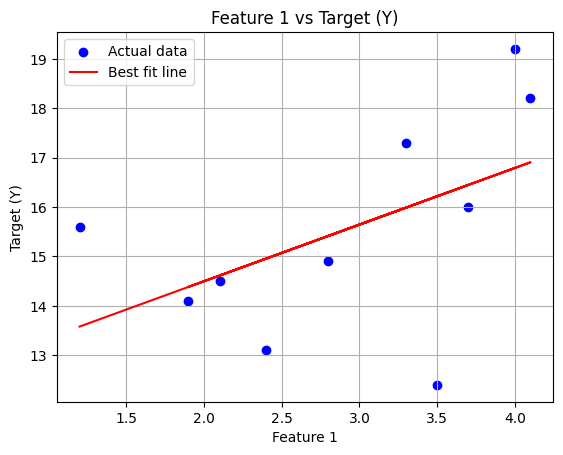 Feature 1 vs Target (Y)
Actual data
Best fit line
Target (Y)
19
18
17
16
15
14
13
1.5
2.0
2.5
3.0
3.5
4.0
Feature 1